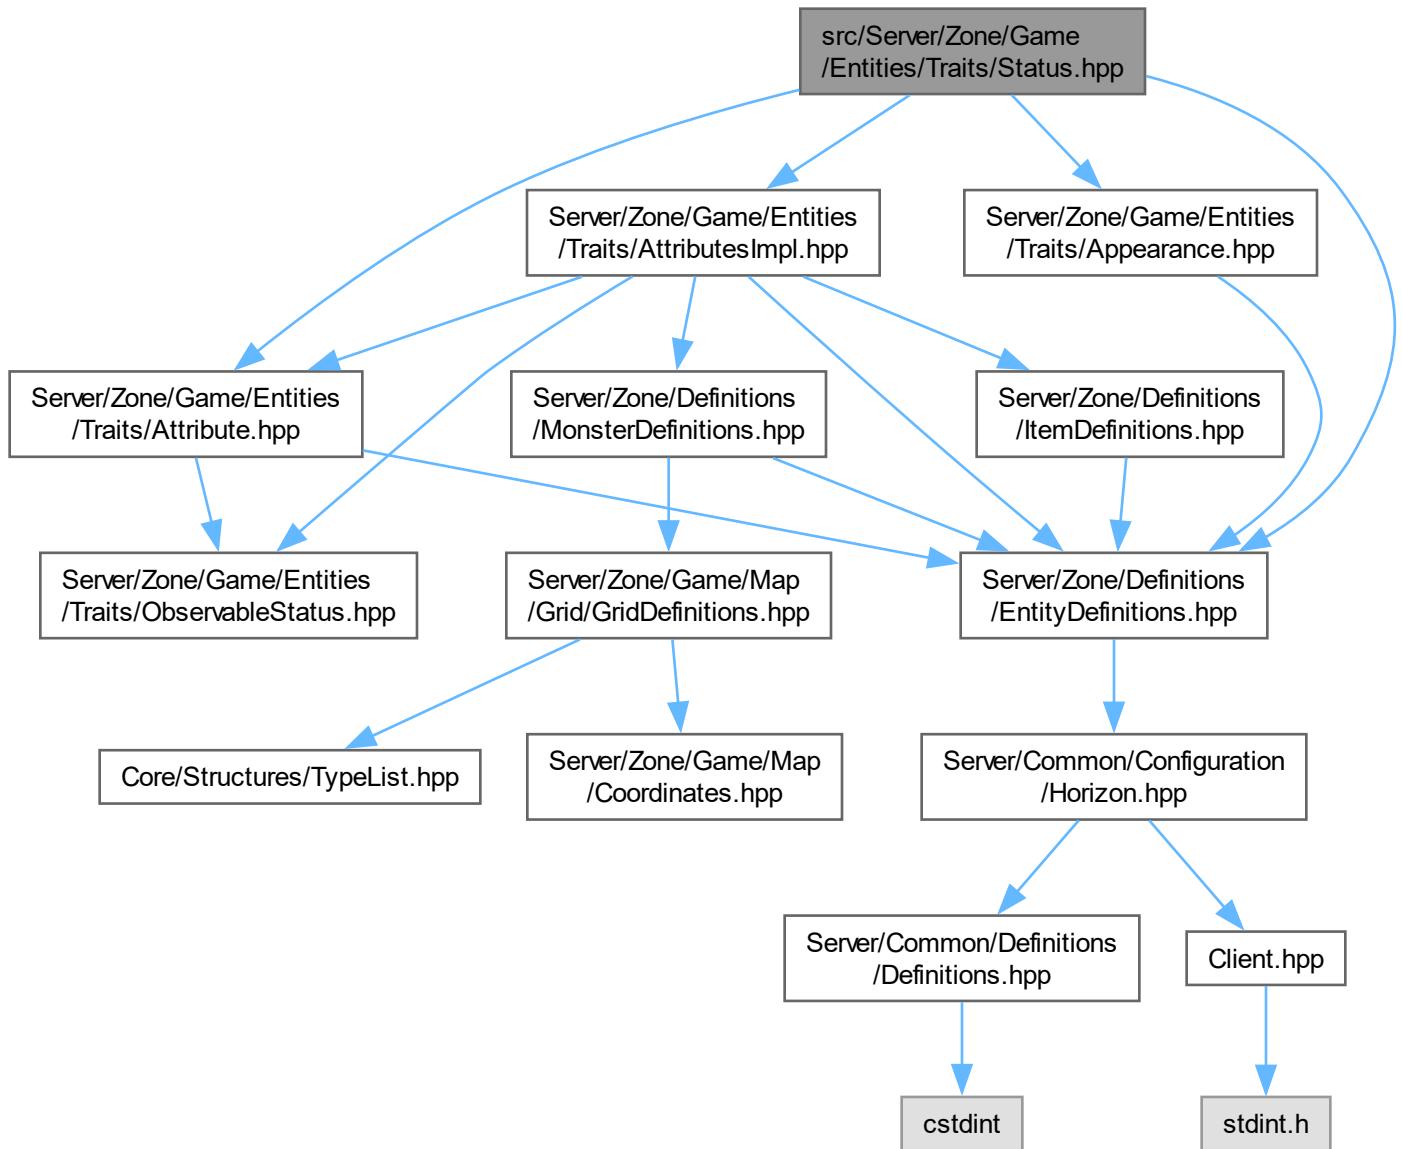 src/Server/Zone/Game
/Entities/Traits/Status.hpp
Server/Zone/Game/Entities
/Traits/AttributesImpl.hpp
Server/Zone/Game/Entities
/Traits/Appearance.hpp
Server/Zone/Game/Entities
/Traits/Attribute.hpp
Server/Zone/Definitions
/MonsterDefinitions.hpp
Server/Zone/Definitions
/ItemDefinitions.hpp
Server/Zone/Game/Entities
/Traits/ObservableStatus.hpp
Server/Zone/Game/Map
/Grid/GridDefinitions.hpp
Server/Zone/Definitions
/EntityDefinitions.hpp
Core/Structures/TypeList.hpp
Server/Zone/Game/Map
/Coordinates.hpp
Server/Common/Configuration
/Horizon.hpp
Server/Common/Definitions
/Definitions.hpp
Client.hpp
cstdint
stdint.h